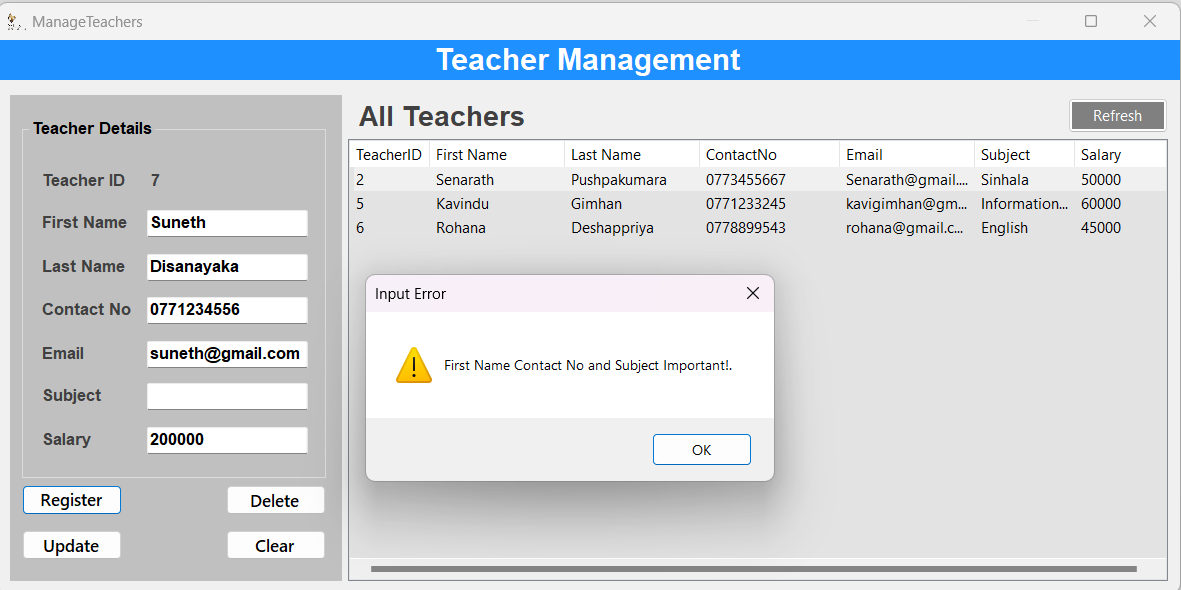 ManageTeachers
Teacher Management
Teacher Details
Teacher ID 7
First Name Suneth
Last Name Disanayaka
Contact No 0771234556
Email suneth@gmail.com
Subject
Salary 200000
Register Delete
Update Clear
All Teachers Refresh
TeacherID First Name Last Name ContactNo Email Subject Salary
2 Senarath Pushpakumara 0773455667 Senarath@gmail.... Sinhala 50000
5 Kavindu Gimhan 0771233245 kavigimhan@gm... Information... 60000
6 Rohana Deshappriya 0778899543 rohana@gmail.c... English 45000
Input Error
First Name Contact No and Subject Important!.
OK